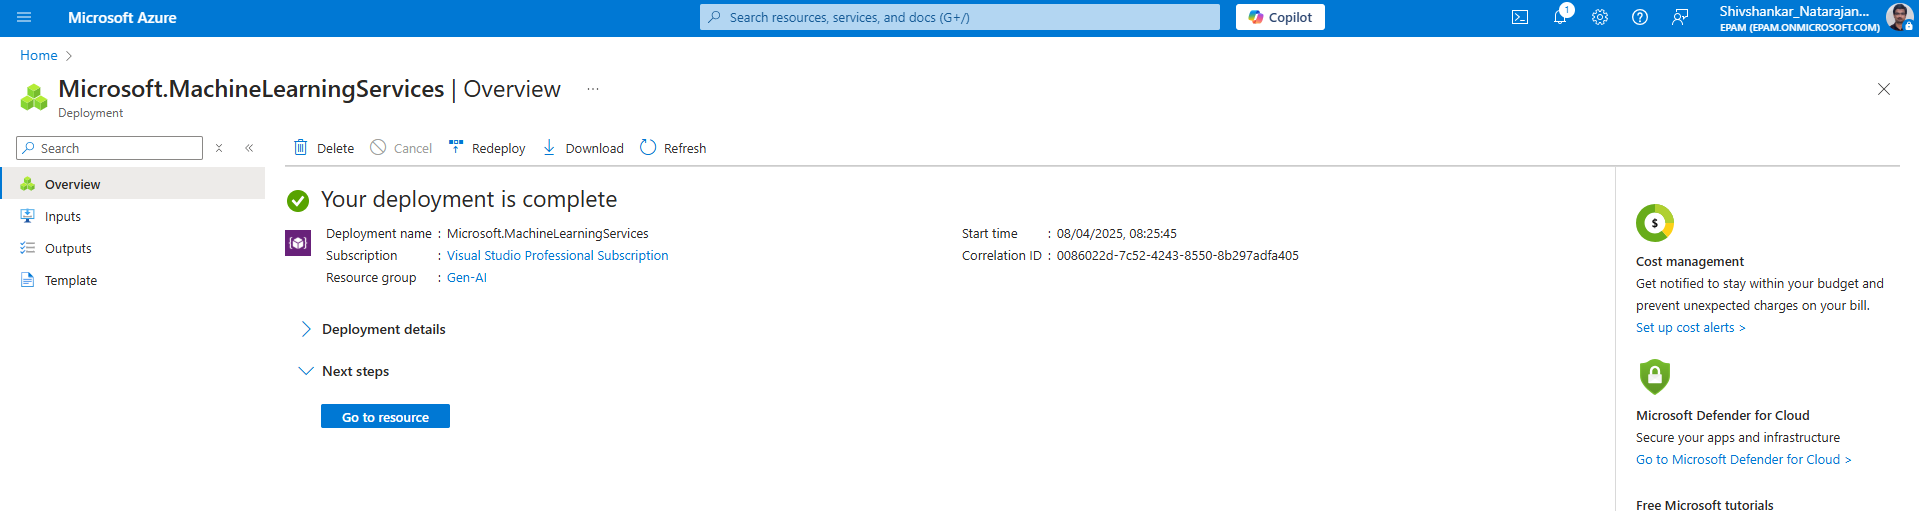 Microsoft Azure
Search resources, services, and docs (G+/)
Copilot
1
Shivshankar_Natarajan...
EPAM (EPAM.ONMICROSOFT.COM)
Home >
Microsoft.MachineLearningServices | Overview ...
Deployment
Search
Delete Cancel Redeploy Download Refresh
Overview
Inputs
Outputs
Template
Your deployment is complete
Deployment name : Microsoft.MachineLearningServices
Subscription : Visual Studio Professional Subscription
Resource group : Gen-AI
Start time : 08/04/2025, 08:25:45
Correlation ID : 0086022d-7c52-4243-8550-8b297adfa405
Deployment details
Next steps
Go to resource
$
Cost management
Get notified to stay within your budget and
prevent unexpected charges on your bill.
Set up cost alerts >
Microsoft Defender for Cloud
Secure your apps and infrastructure
Go to Microsoft Defender for Cloud >
Free Microsoft tutorials